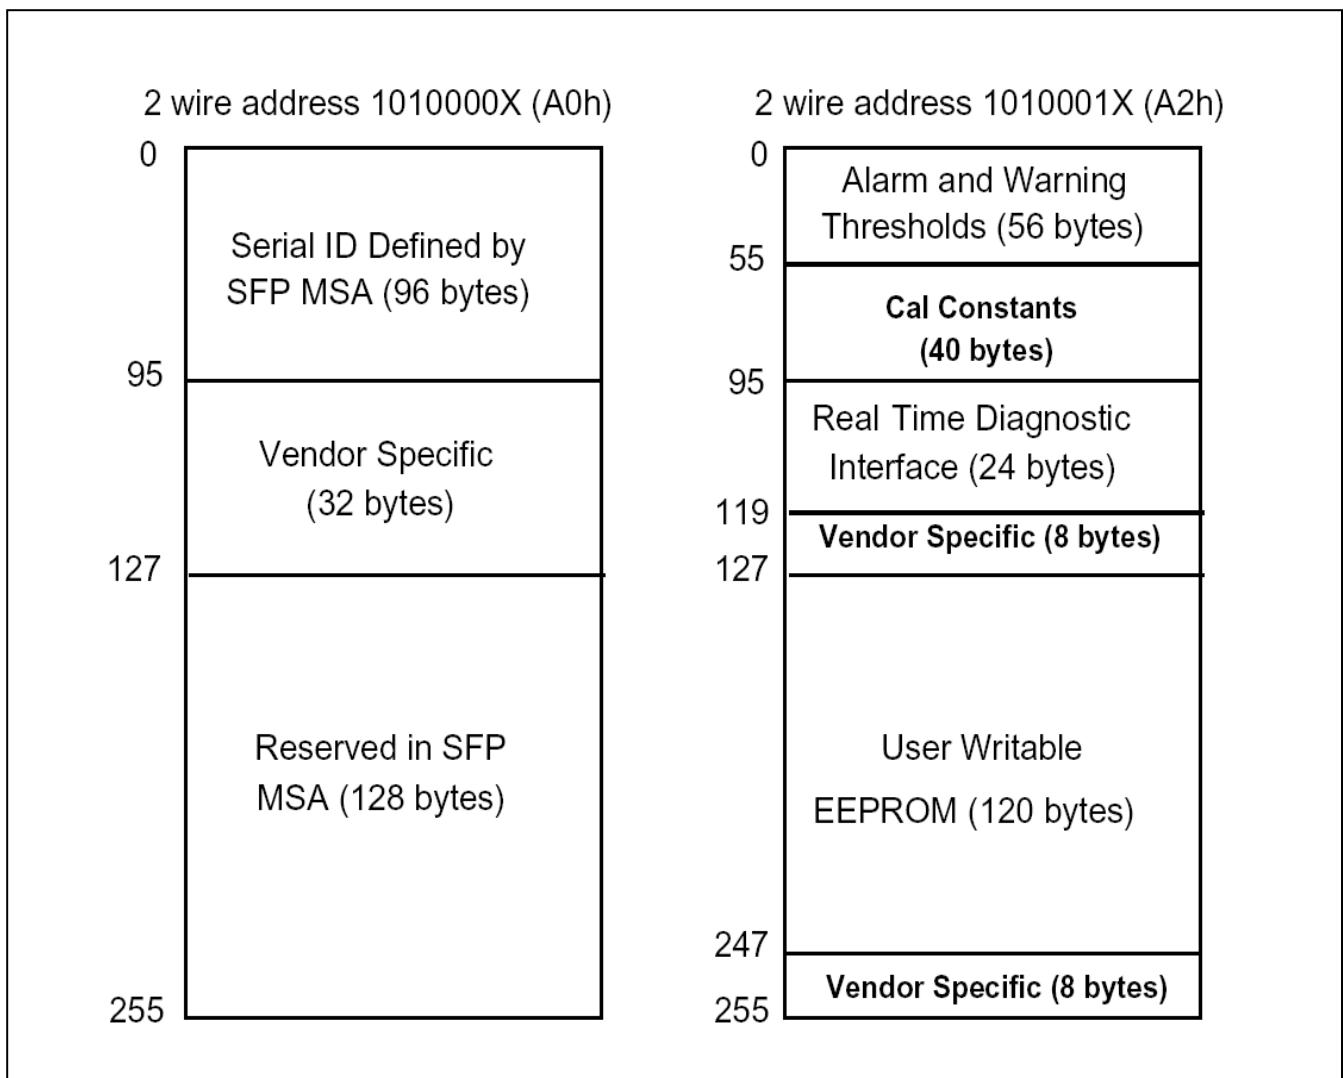 2 wire address 1010000X (A0h)
0
Serial ID Defined by
SFP MSA (96 bytes)
95
Vendor Specific
(32 bytes)
127
Reserved in SFP
MSA (128 bytes)
255
2 wire address 1010001X (A2h)
0
Alarm and Warning
Thresholds (56 bytes)
55
Cal Constants
(40 bytes)
95
Real Time Diagnostic
Interface (24 bytes)
119
Vendor Specific (8 bytes)
127
User Writable
EEPROM (120 bytes)
247
Vendor Specific (8 bytes)
255